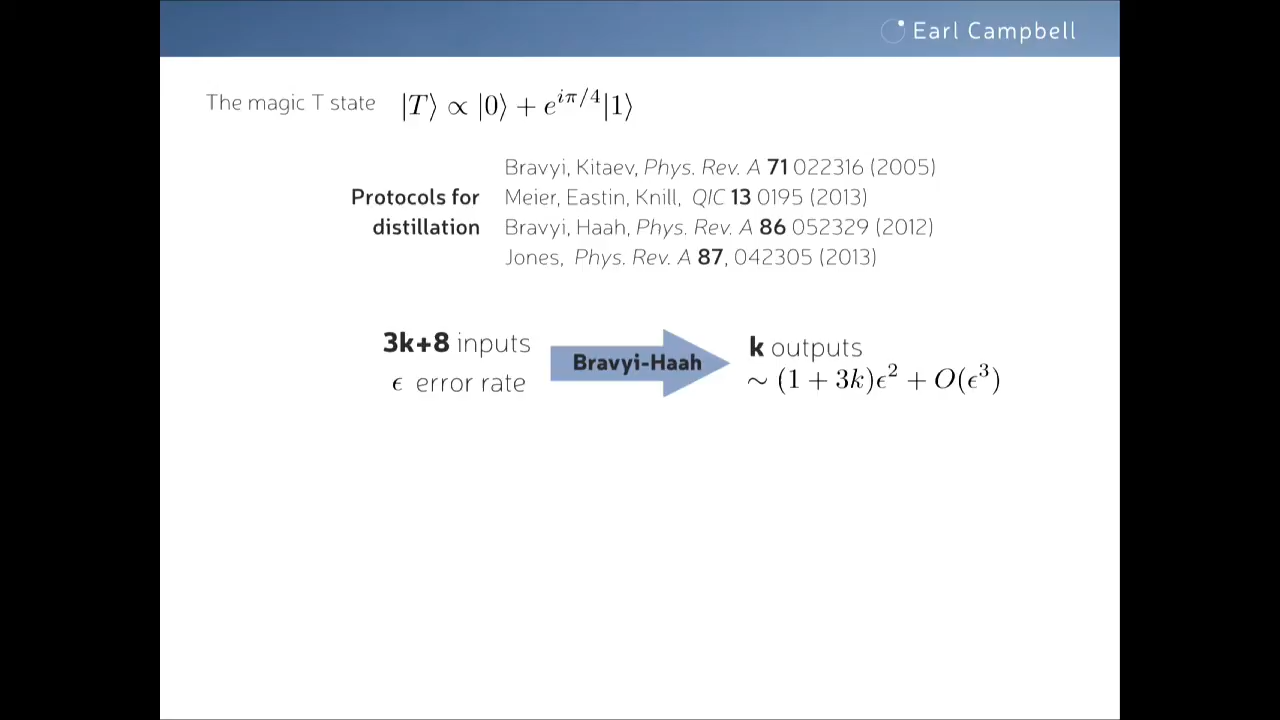 Earl Campbell
The magic T state |T⟩ ∝ |0⟩ + e^{iπ/4}|1⟩
Protocols for distillation
Bravyi, Kitaev, Phys. Rev. A 71 022316 (2005)
Meier, Eastin, Knill, QIC 13 0195 (2013)
Bravyi, Haah, Phys. Rev. A 86 052329 (2012)
Jones, Phys. Rev. A 87, 042305 (2013)
3k+8 inputs
ϵ error rate
Bravyi-Haah
k outputs
∼ (1 + 3k)ϵ² + O(ϵ³)